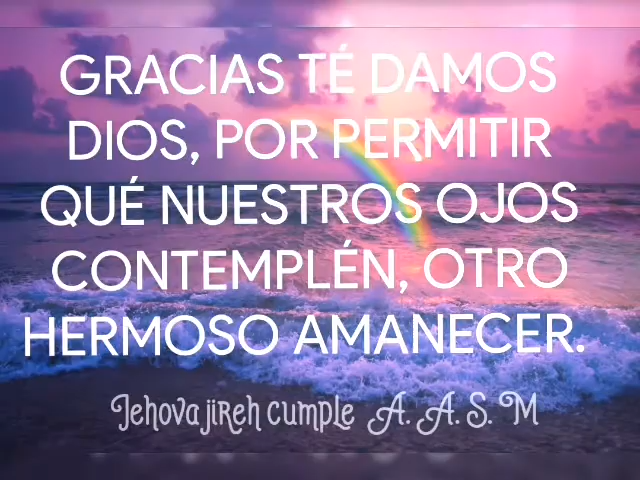 GRACIAS TÉ DAMOS
DIOS, POR PERMITIR
QUÉ NUESTROS OJOS
CONTEMPLÉN, OTRO
HERMOSO AMANECER.
Jehova jireh cumple A. A. S. M